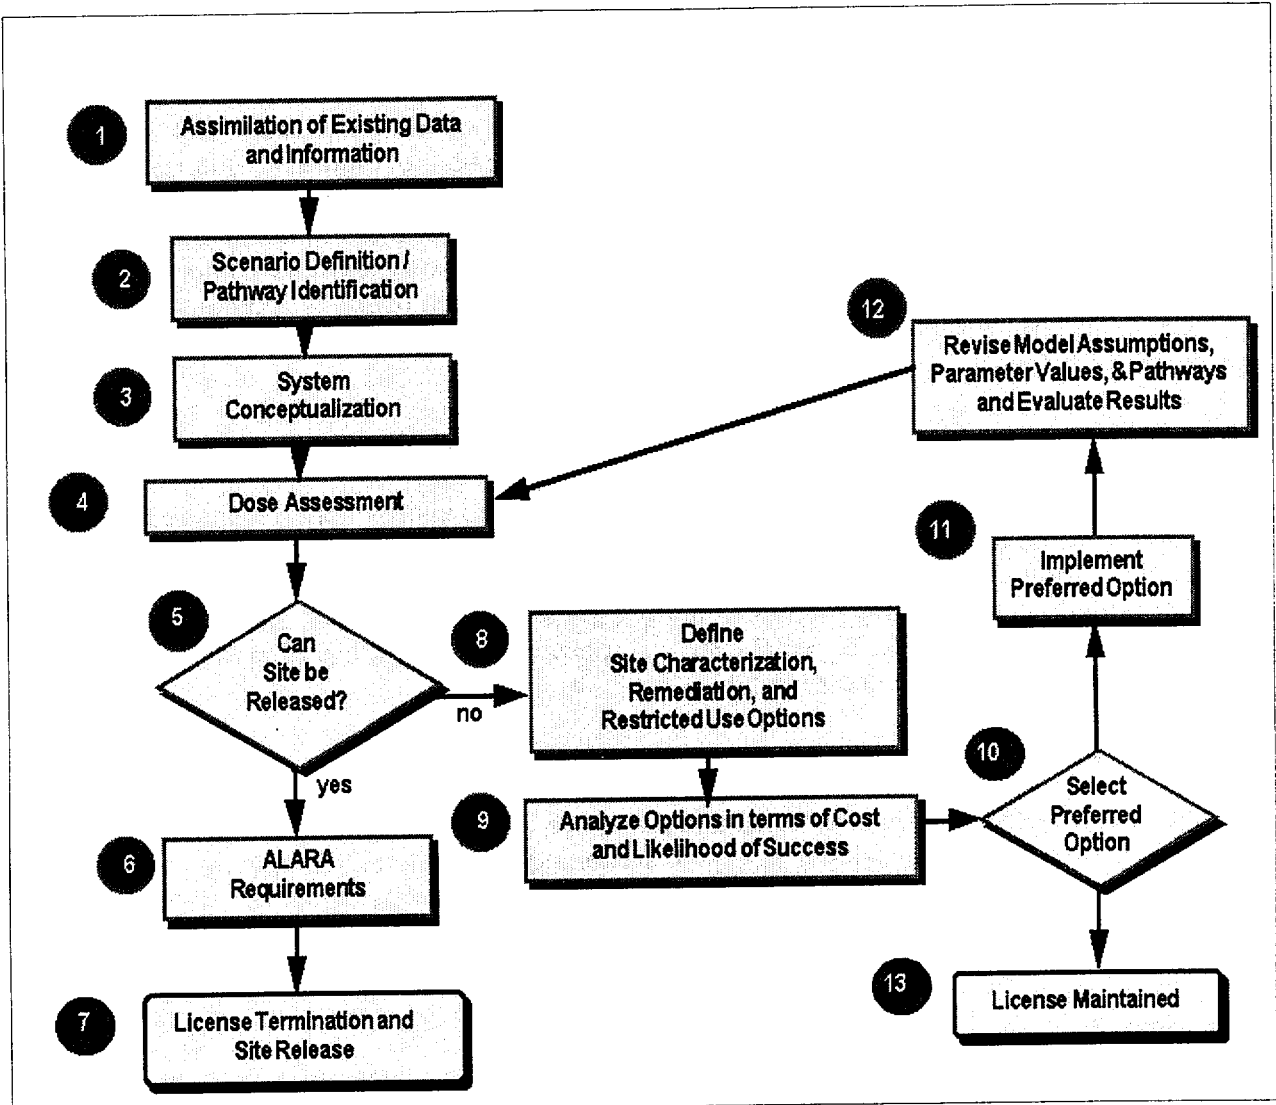 1
Assimilation of Existing Data
and Information
2
Scenario Definition /
Pathway Identification
3
System
Conceptualization
4
Dose Assessment
5
Can
Site be
Released?
no
yes
6
ALARA
Requirements
7
License Termination and
Site Release
8
Define
Site Characterization,
Remediation, and
Restricted Use Options
9
Analyze Options in terms of Cost
and Likelihood of Success
10
Select
Preferred
Option
11
Implement
Preferred Option
12
Revise Model Assumptions,
Parameter Values, & Pathways
and Evaluate Results
13
License Maintained